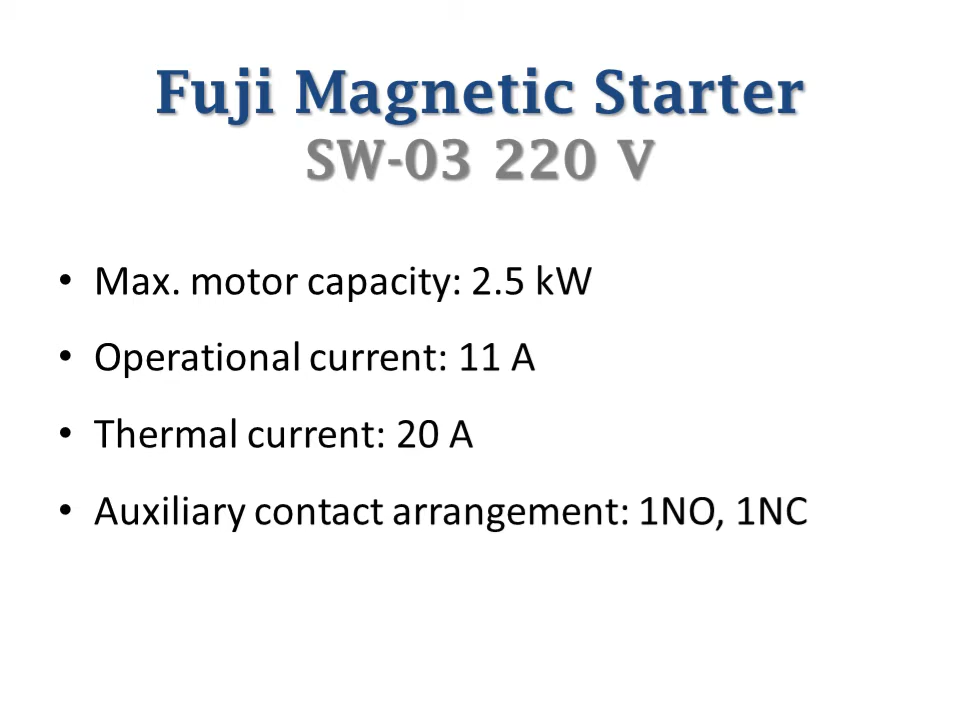 Fuji Magnetic Starter
SW-03 220 V
• Max. motor capacity: 2.5 kW
• Operational current: 11 A
• Thermal current: 20 A
• Auxiliary contact arrangement: 1NO, 1NC